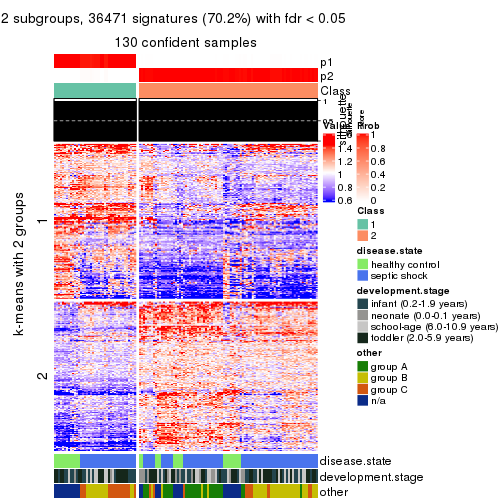 2 subgroups, 36471 signatures (70.2%) with fdr < 0.05
130 confident samples
p1
p2
Class
1
silhouette
Value
1.4
1.2
1
0.8
0.6
Prob
1
0.8
0.6
0.4
0.2
0
Class
1
2
disease.state
healthy control
septic shock
development.stage
infant (0.2-1.9 years)
neonate (0.0-0.1 years)
school-age (6.0-10.9 years)
toddler (2.0-5.9 years)
other
group A
group B
group C
n/a
k-means with 2 groups
1
2
disease.state
development.stage
other